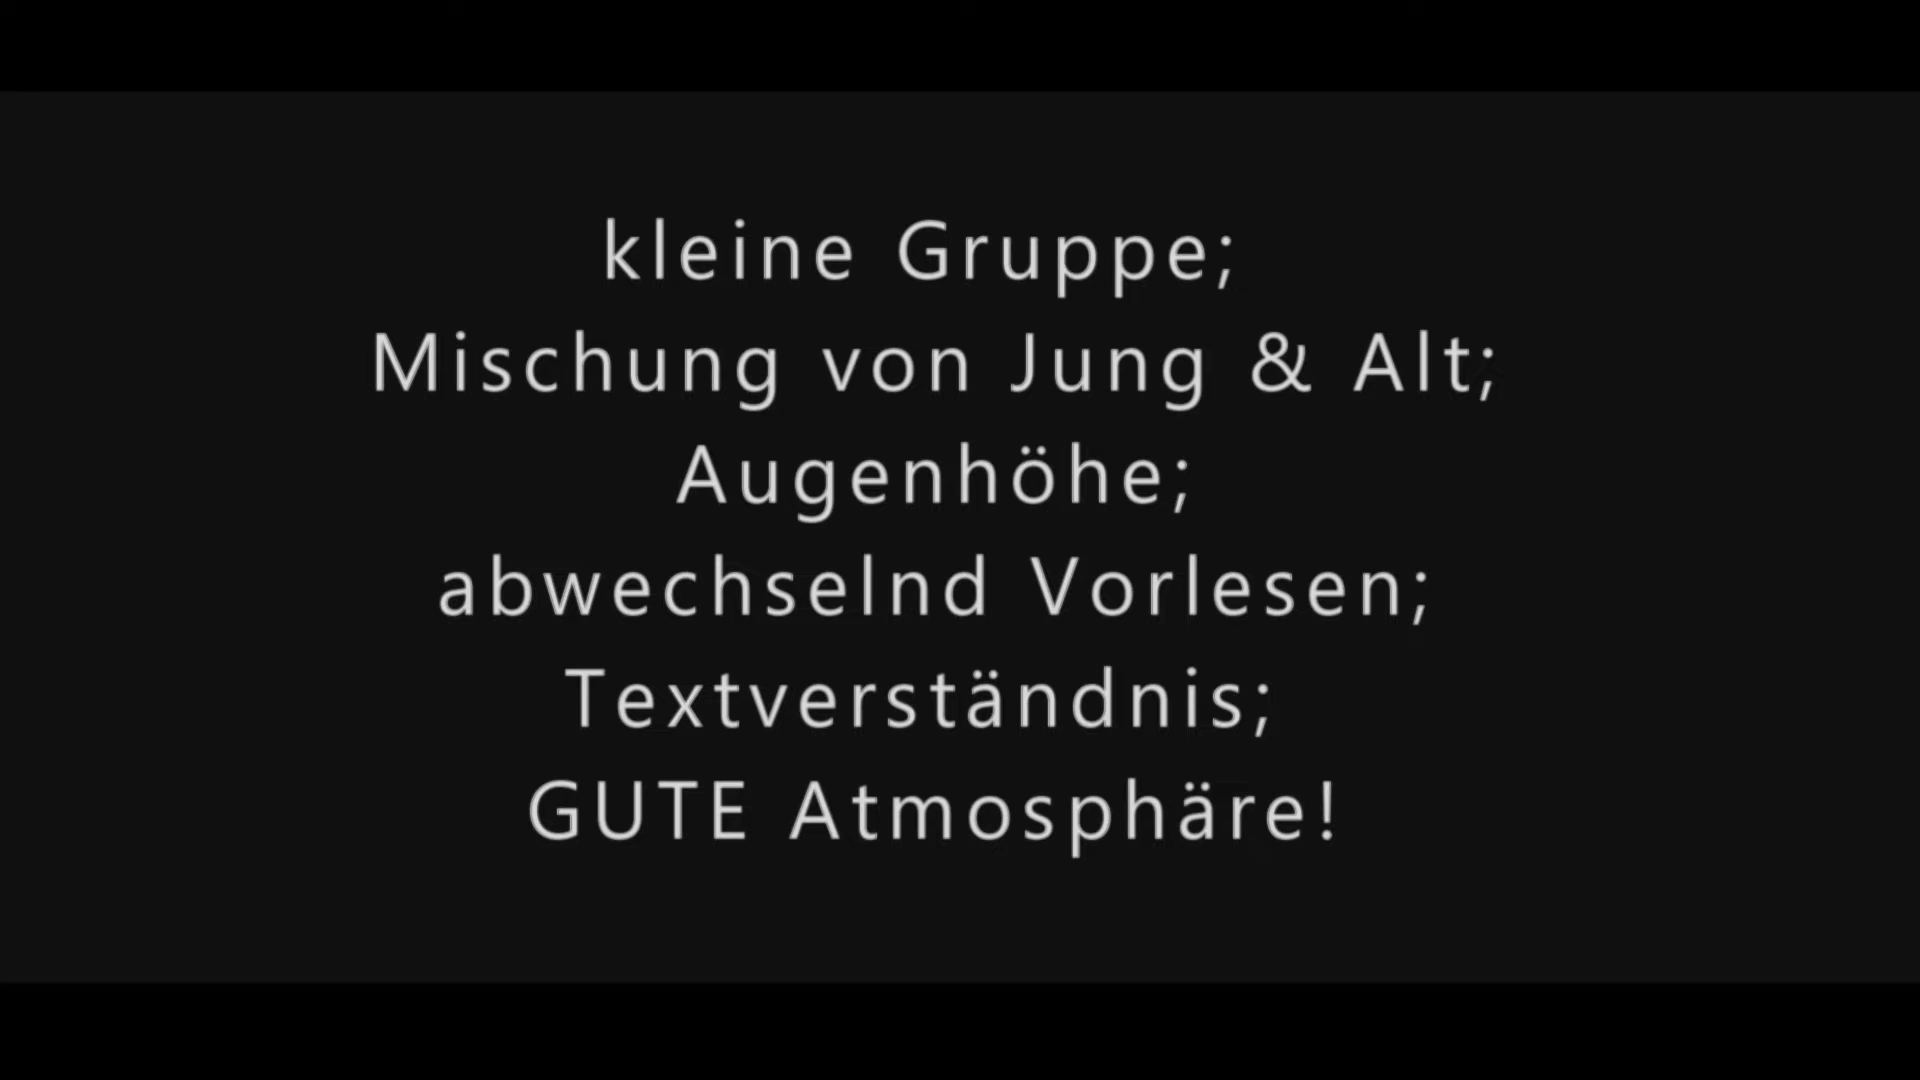 kleine Gruppe;
Mischung von Jung & Alt;
Augenhöhe;
abwechselnd Vorlesen;
Textverständnis;
GUTE Atmosphäre!